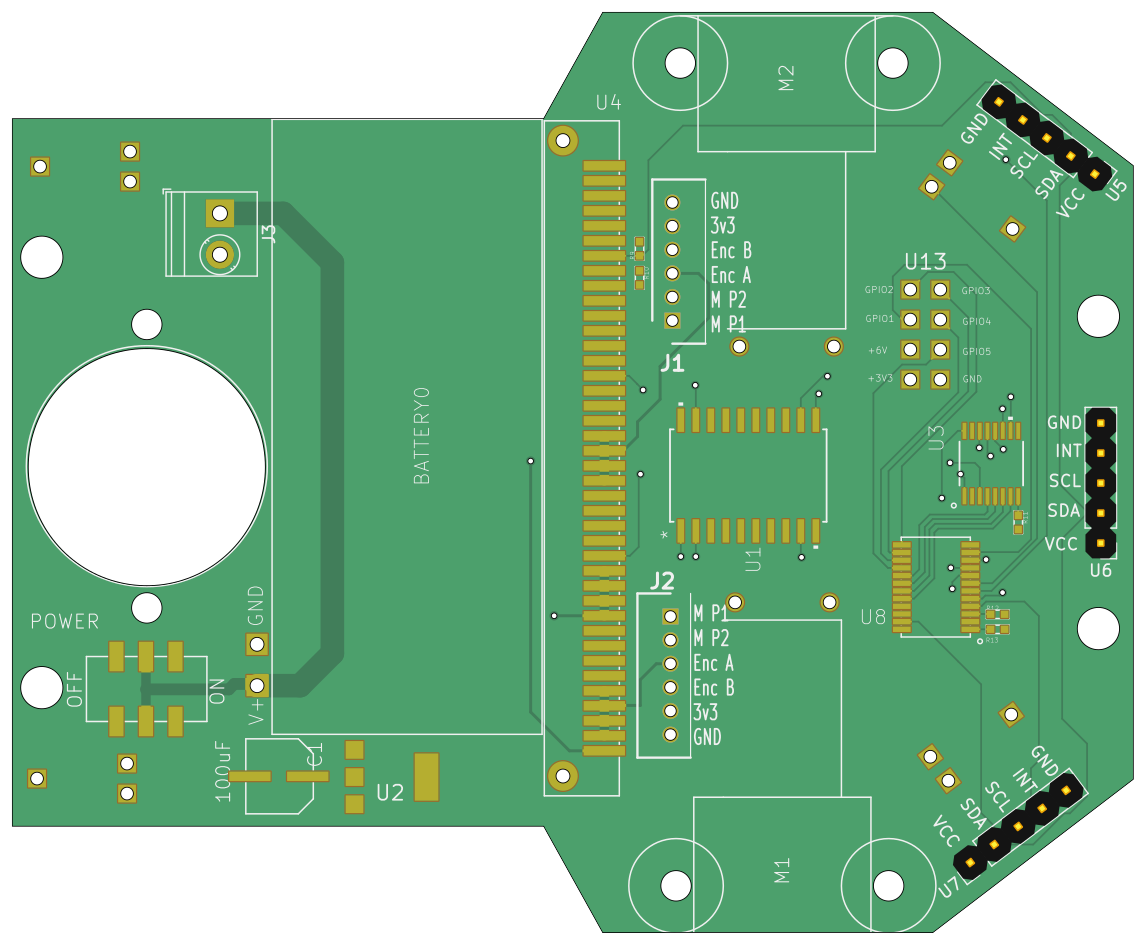 M2
U4
GND
INT
SCL
SDA
VCC
U5
J3
GND
3v3
Enc B
Enc A
M P2
M P1
J1
U13
GPIO2
GPIO3
GPIO1
GPIO4
+6V
GPIO5
+3V3
GND
BATTERY0
U3
GND
INT
SCL
SDA
VCC
U6
*
U1
J2
M P1
M P2
Enc A
Enc B
3v3
GND
U8
R12
R13
POWER
GND
OFF
ON
V+
100uF
C1
U2
GND
INT
SCL
SDA
VCC
U7
M1